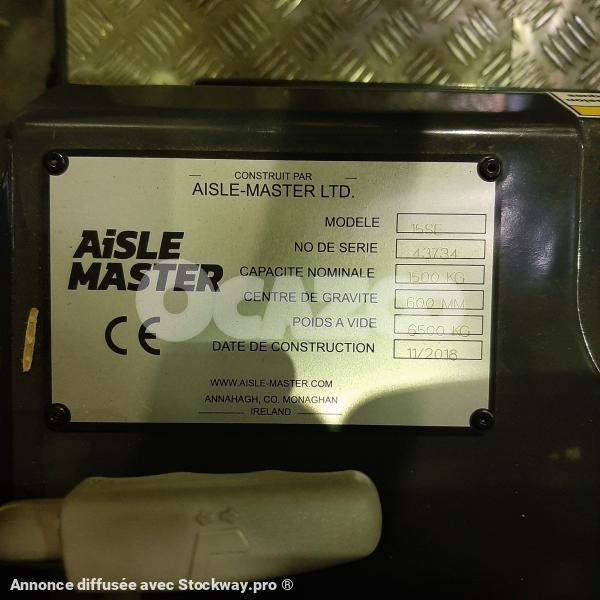 CONSTRUIT PAR
AISLE-MASTER LTD.
AiSLE
MASTER
CE
MODELE 15SE
NO DE SERIE 43734
CAPACITE NOMINALE 1500 KG
CENTRE DE GRAVITE 600 MM
POIDS A VIDE 6500 KG
DATE DE CONSTRUCTION 11/2018
WWW.AISLE-MASTER.COM
ANNAHAGH, CO. MONAGHAN
IRELAND
OCAZOO
Annonce diffusée avec Stockway.pro ®